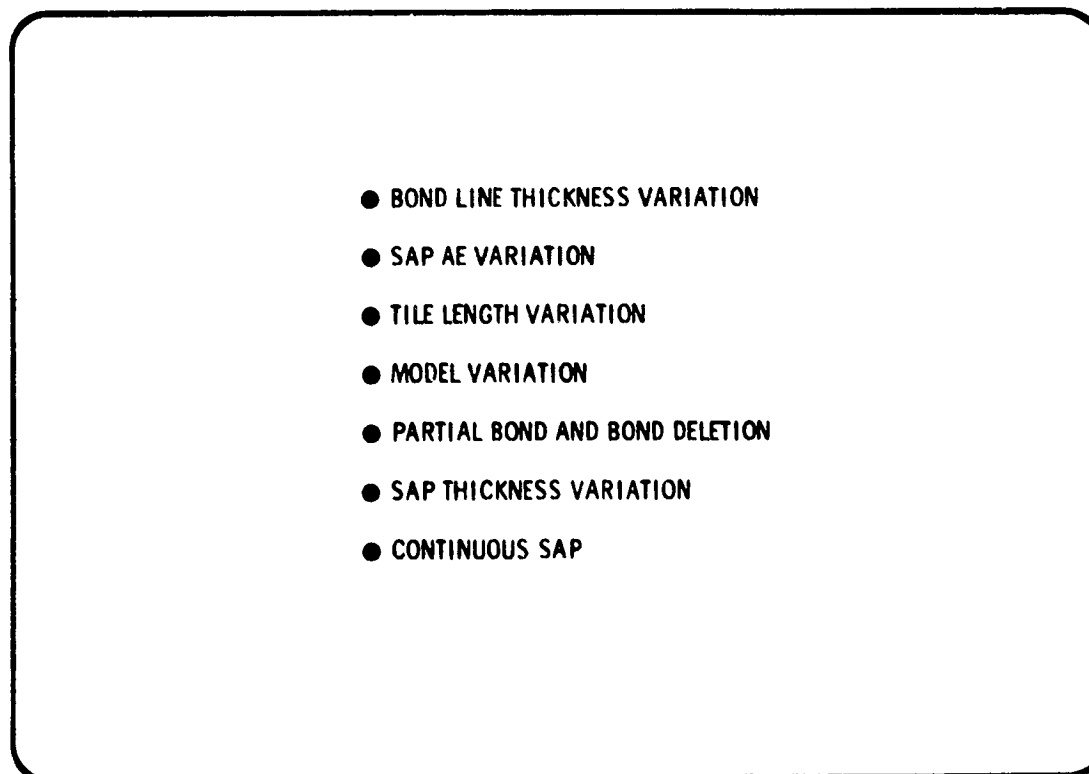 ● BOND LINE THICKNESS VARIATION
● SAP AE VARIATION
● TILE LENGTH VARIATION
● MODEL VARIATION
● PARTIAL BOND AND BOND DELETION
● SAP THICKNESS VARIATION
● CONTINUOUS SAP